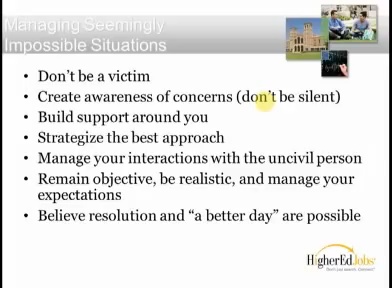 Managing Seemingly
Impossible Situations
• Don't be a victim
• Create awareness of concerns (don't be silent)
• Build support around you
• Strategize the best approach
• Manage your interactions with the uncivil person
• Remain objective, be realistic, and manage your
expectations
• Believe resolution and “a better day” are possible
HigherEdJobs